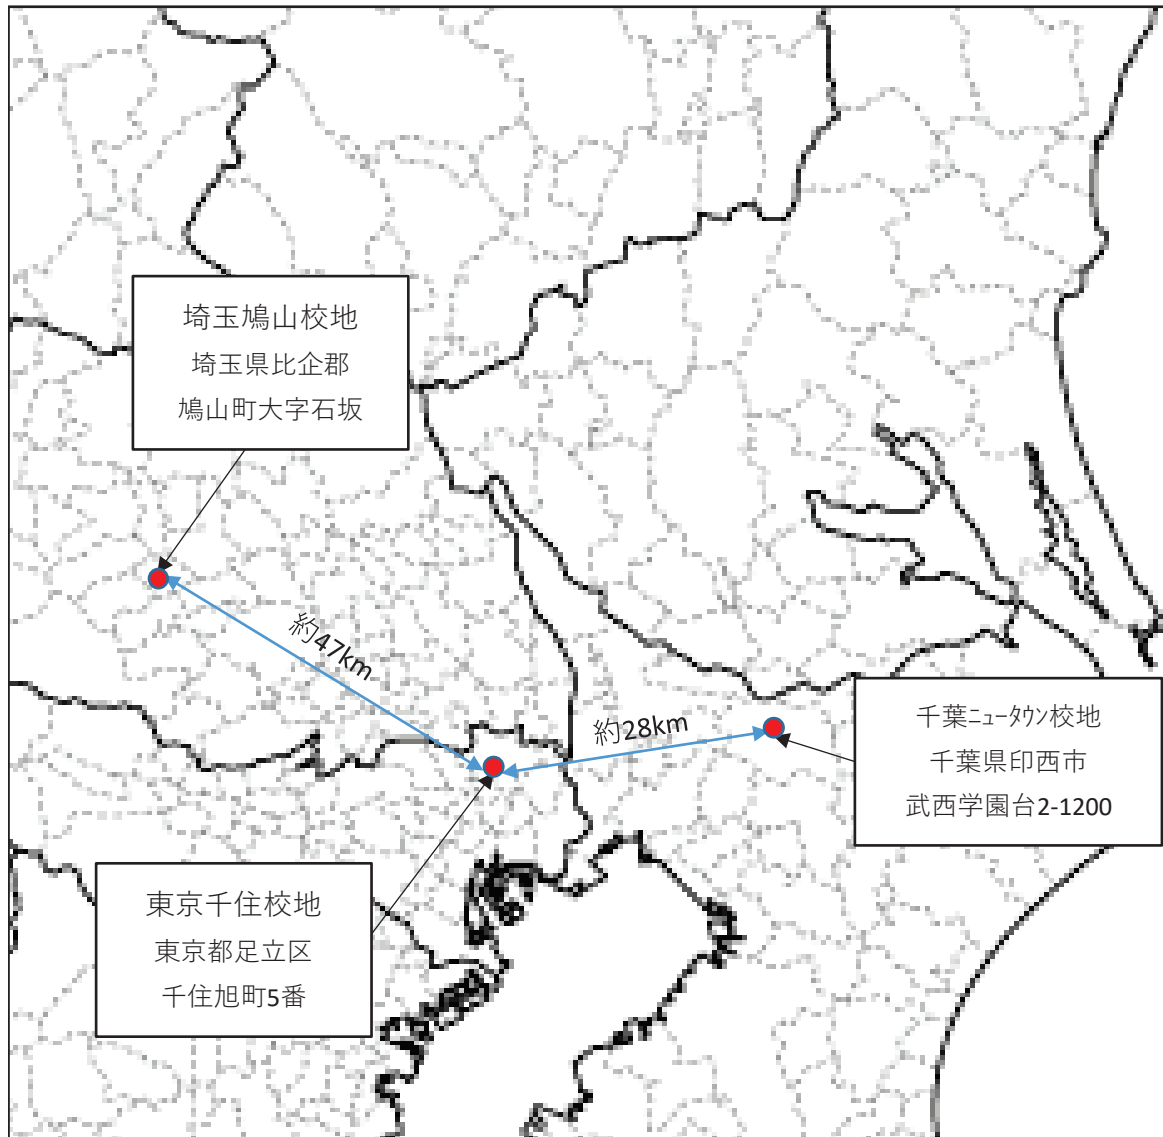 埼玉鳩山校地
埼玉県比企郡
鳩山町大字石坂
約47km
約28km
千葉ﾆｭｰﾀｳﾝ校地
千葉県印西市
武西学園台2-1200
東京千住校地
東京都足立区
千住旭町5番